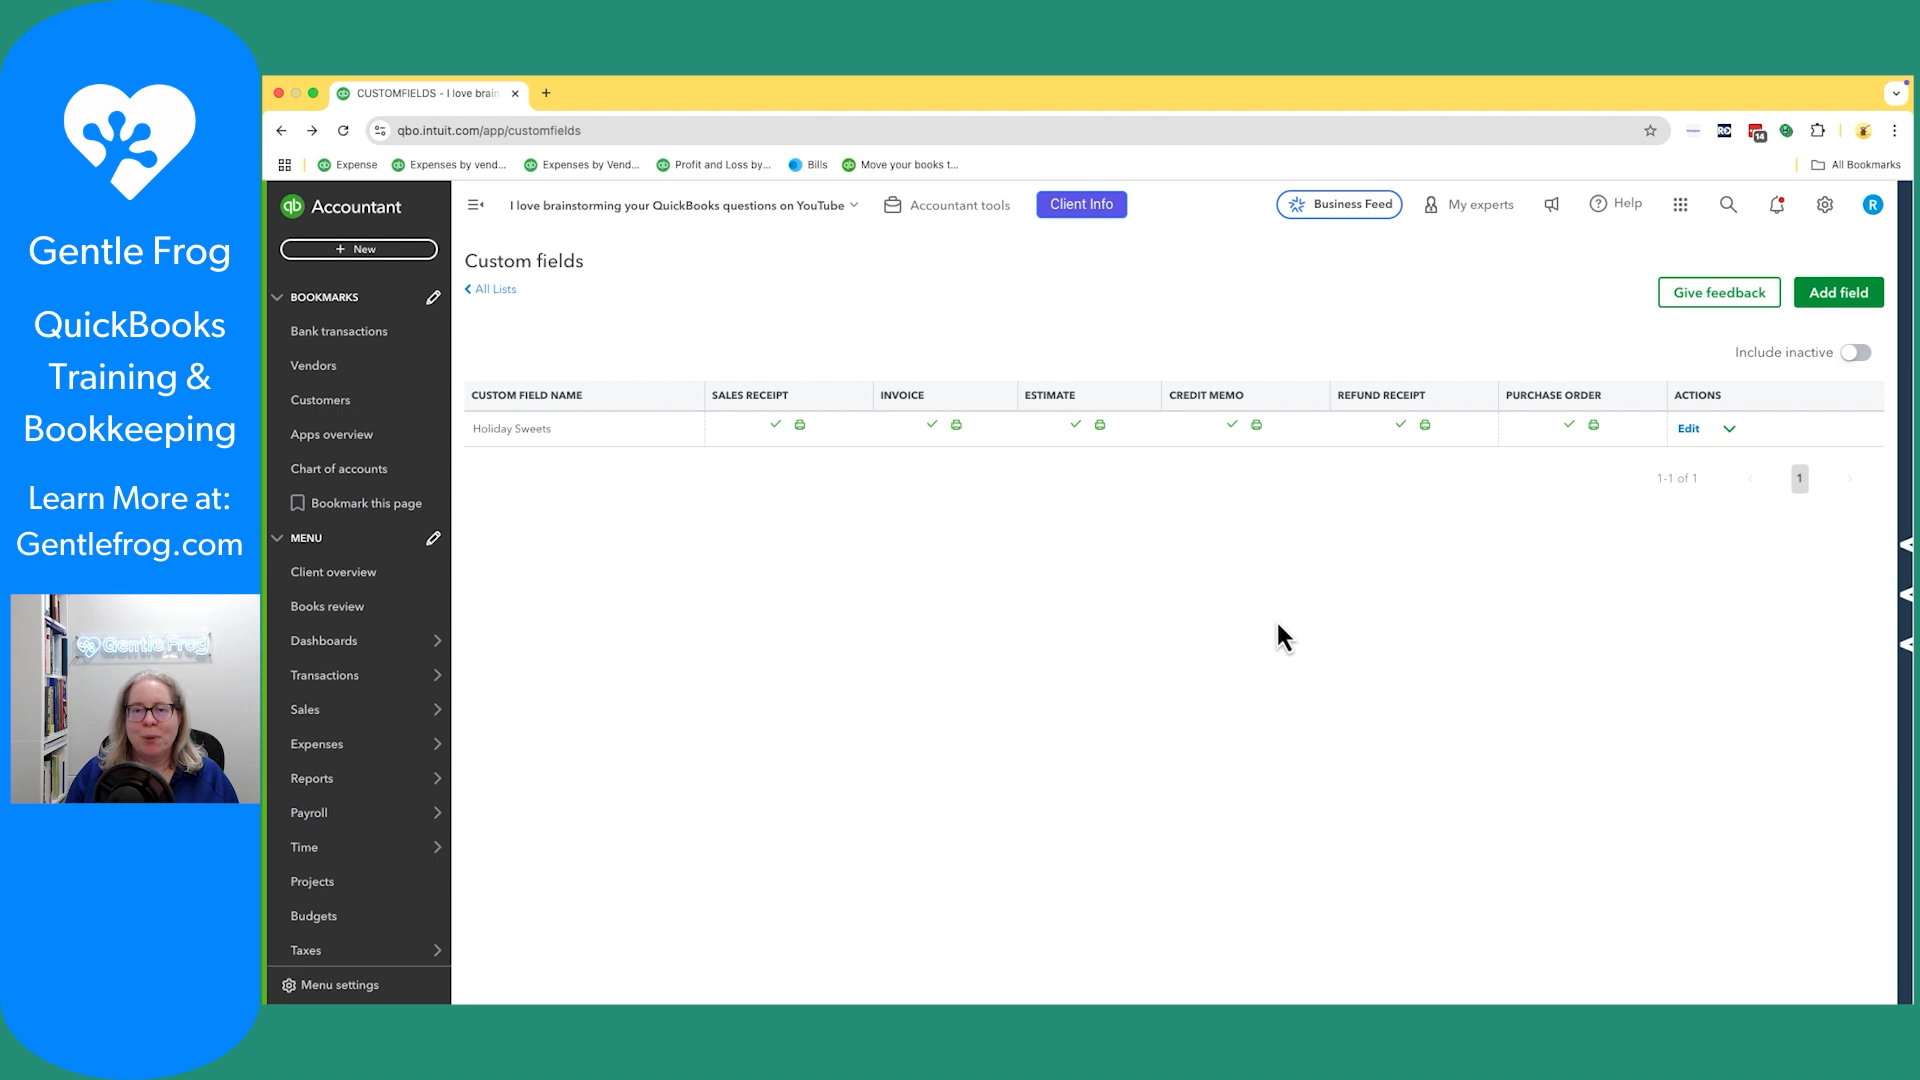 Gentle Frog
QuickBooks
Training &
Bookkeeping
Learn More at:
Gentlefrog.com
Gentle Frog
CUSTOMFIELDS - I love brain
qbo.intuit.com/app/customfields
14
Expense
Expenses by vend...
Expenses by Vend...
Profit and Loss by...
Bills
Move your books t...
All Bookmarks
qb Accountant
+ New
BOOKMARKS
Bank transactions
Vendors
Customers
Apps overview
Chart of accounts
Bookmark this page
MENU
Client overview
Books review
Dashboards
Transactions
Sales
Expenses
Reports
Payroll
Time
Projects
Budgets
Taxes
Menu settings
I love brainstorming your QuickBooks questions on YouTube
Accountant tools
Client Info
Business Feed
My experts
Help
R
Custom fields
All Lists
Give feedback
Add field
Include inactive
CUSTOM FIELD NAME SALES RECEIPT INVOICE ESTIMATE CREDIT MEMO REFUND RECEIPT PURCHASE ORDER ACTIONS
Holiday Sweets Edit
1-1 of 1 1